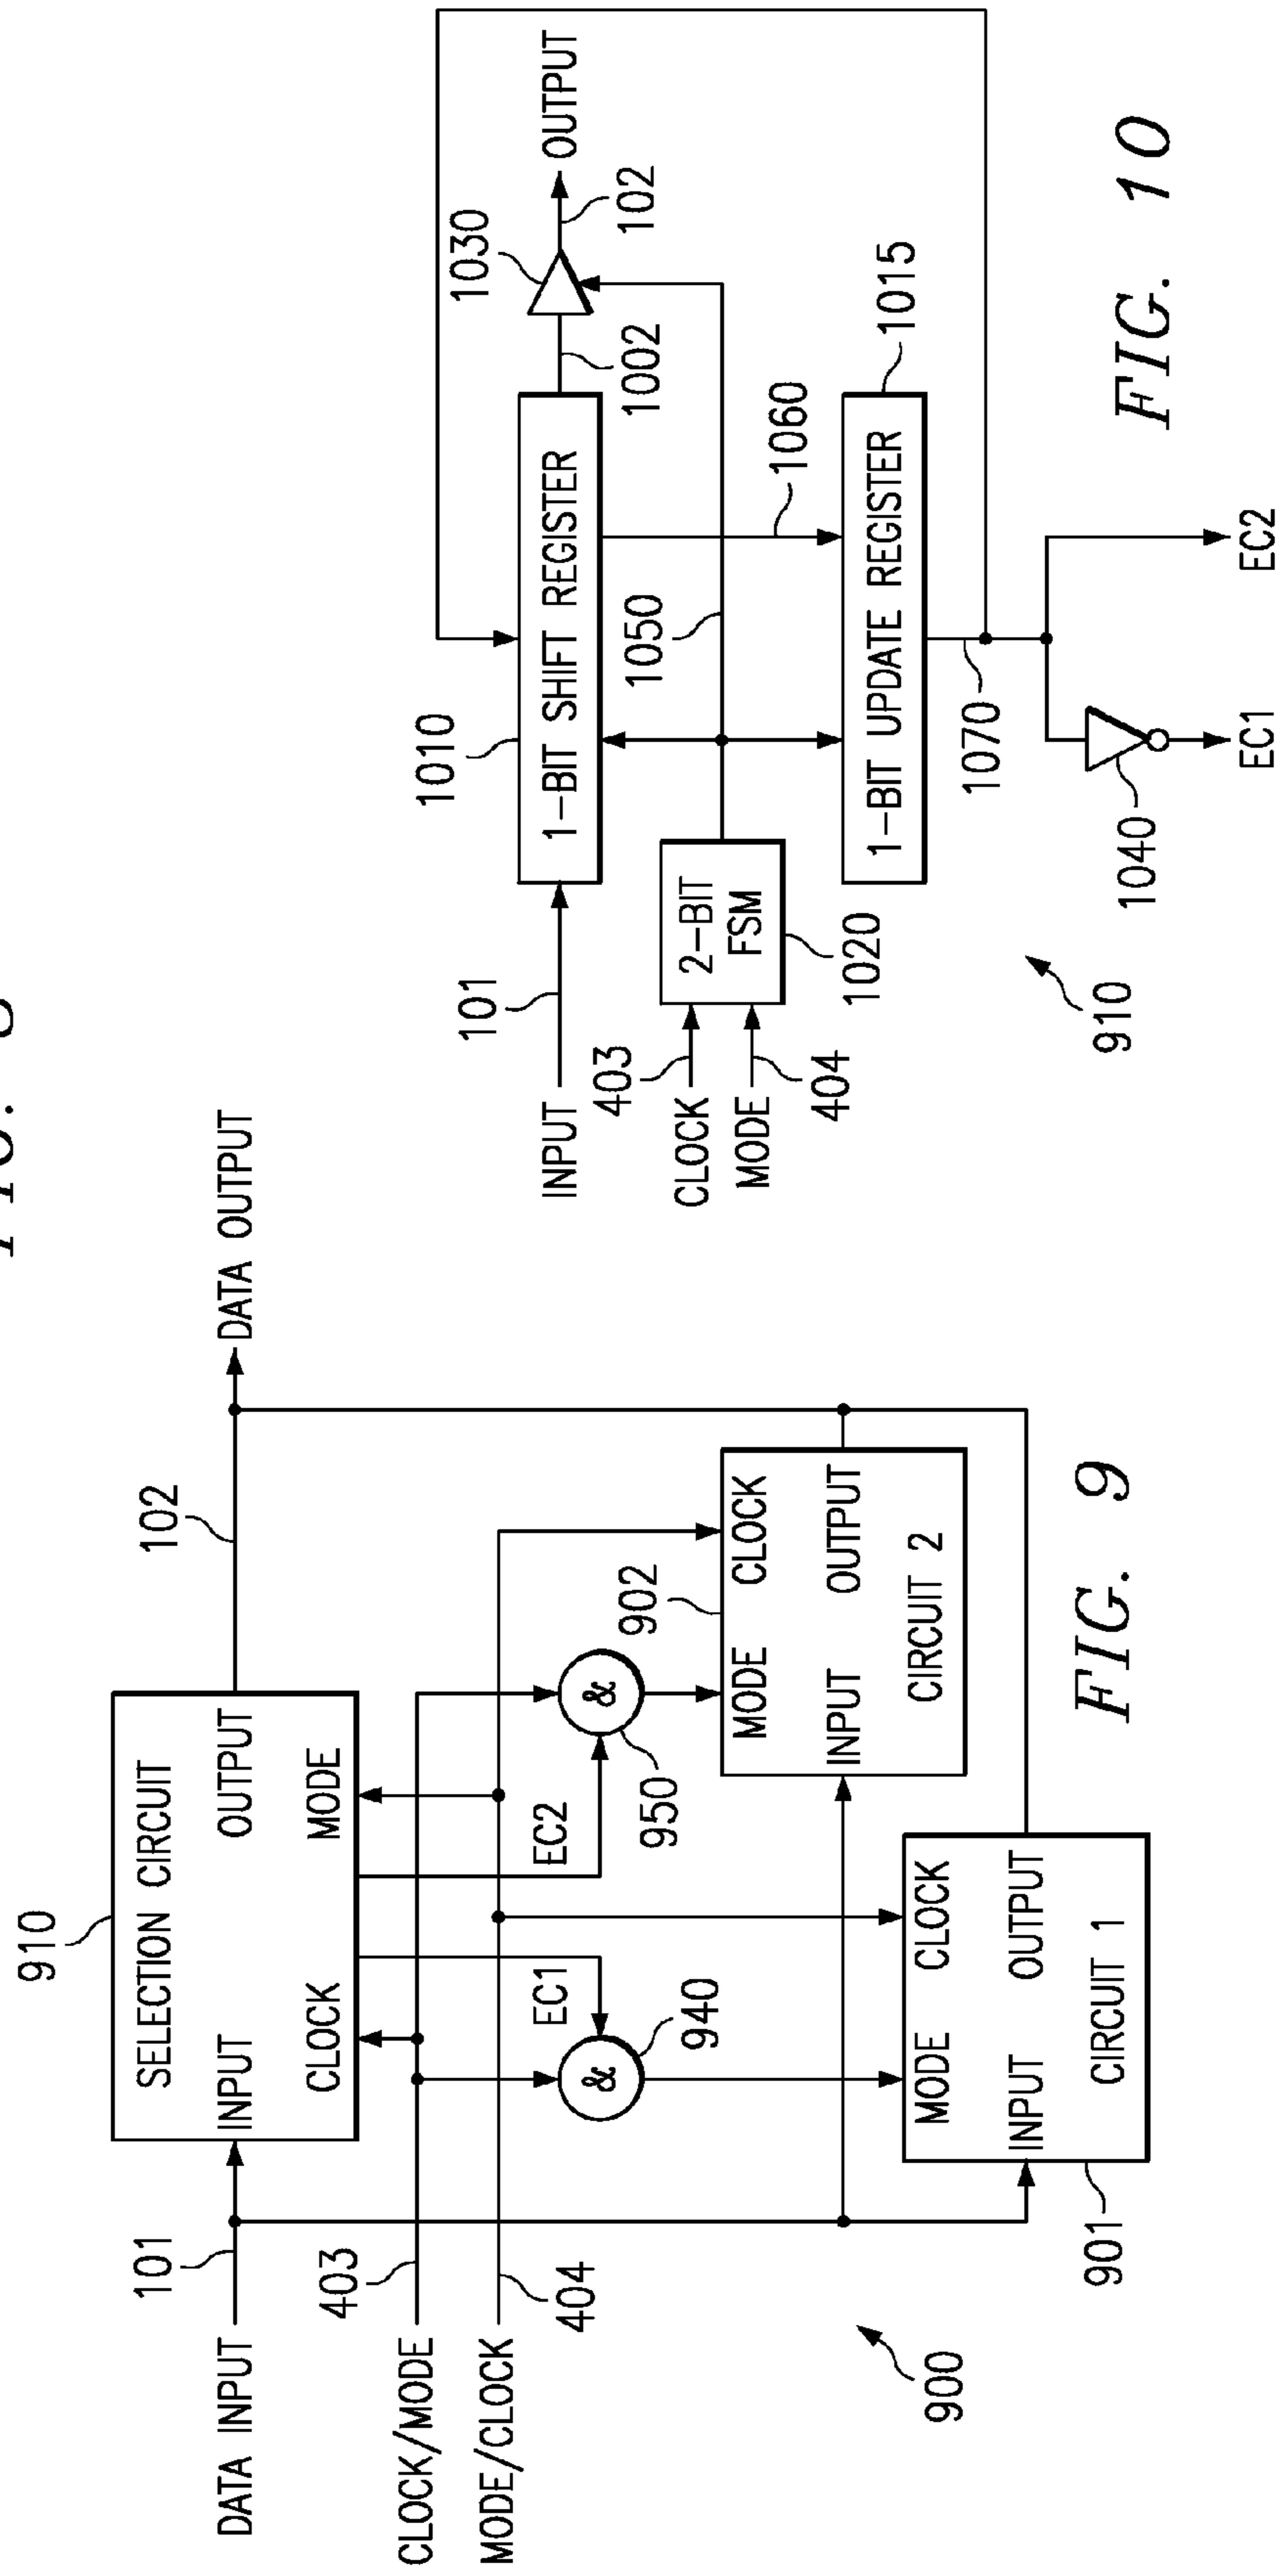 910
SELECTION CIRCUIT
INPUT
OUTPUT
CLOCK
MODE
101
102
DATA INPUT
DATA OUTPUT
403
CLOCK/MODE
404
MODE/CLOCK
EC1
EC2
&
940
&
950
902
MODE
CLOCK
INPUT
OUTPUT
CIRCUIT 2
MODE
CLOCK
INPUT
OUTPUT
CIRCUIT 1
901
900
FIG. 9
1010
1030
101
INPUT
1-BIT SHIFT REGISTER
1002
102
OUTPUT
403
CLOCK
MODE
404
2-BIT
FSM
1020
1050
1060
1-BIT UPDATE REGISTER
1015
1070
1040
EC1
EC2
910
FIG. 10